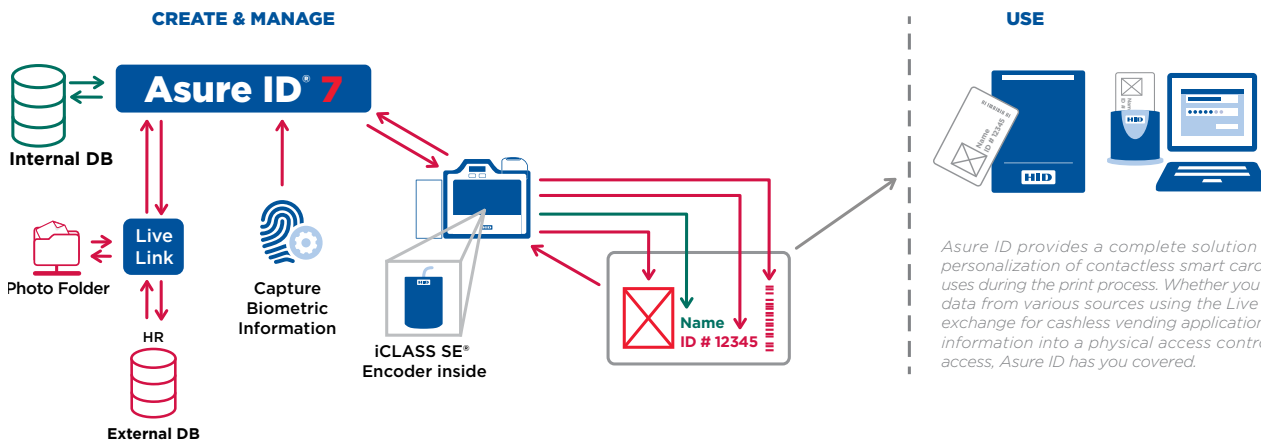 CREATE & MANAGE
USE
Asure ID® 7
Internal DB
Live
Link
Photo Folder
HR
External DB
Capture
Biometric
Information
HID
HID
iCLASS SE®
Encoder inside
Name
ID # 12345
Name
ID # 12345
HID
Name
HID
Asure ID provides a complete solution
personalization of contactless smart card
uses during the print process. Whether you
data from various sources using the Live
exchange for cashless vending application
information into a physical access contro
access, Asure ID has you covered.